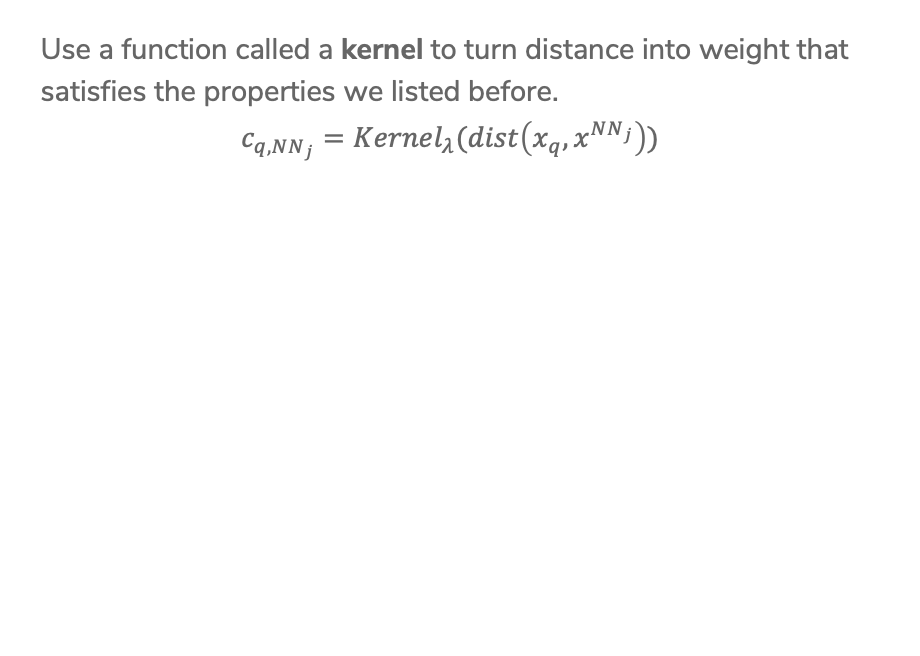 Use a function called a kernel to turn distance into weight that
satisfies the properties we listed before.
c_{q,NN_j} = Kernel_λ(dist(x_q, x^{NN_j}))